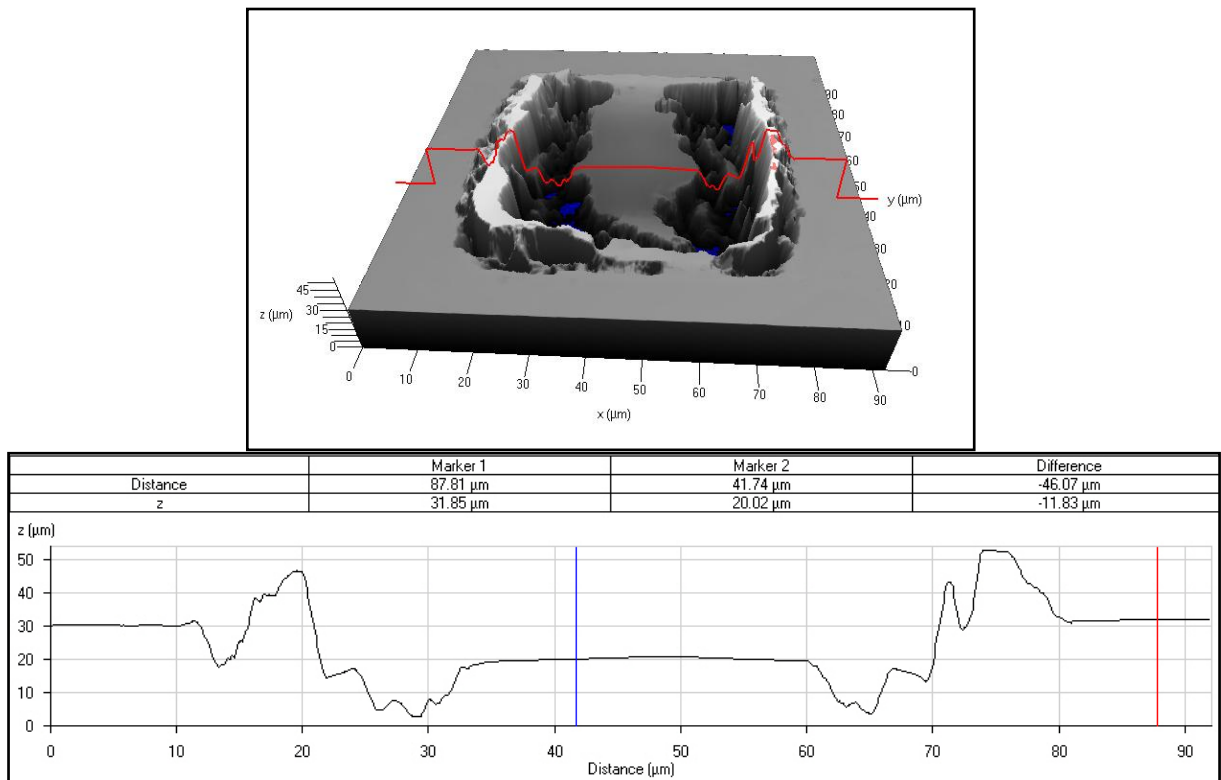 90
80
70
60
50
y (µm)
40
30
20
10
0
45
30
z (µm)
15
0
0 10 20 30 40 50 60 70 80 90
x (µm)
Marker 1 Marker 2 Difference
Distance 87.81 µm 41.74 µm -46.07 µm
z 31.85 µm 20.02 µm -11.83 µm
z (µm)
50
40
30
20
10
0
0 10 20 30 40 50 60 70 80 90
Distance (µm)